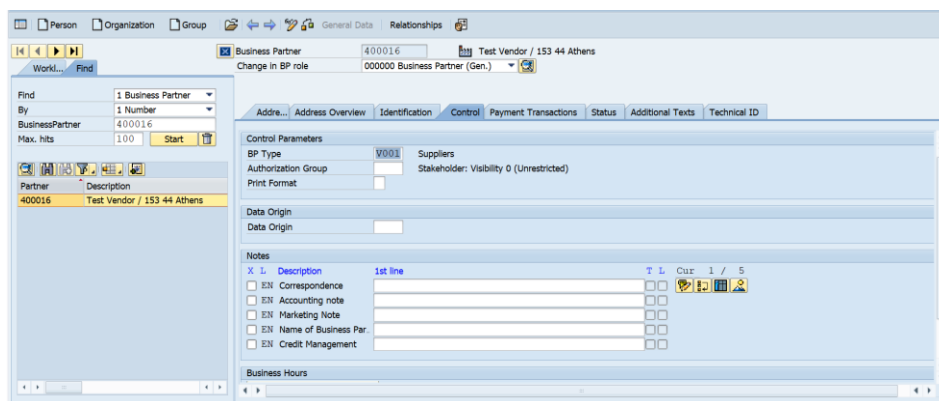 Person Organization Group General Data Relationships
Business Partner 400016 Test Vendor / 153 44 Athens
Change in BP role 000000 Business Partner (Gen.)
Workl... Find
Find 1 Business Partner
By 1 Number
BusinessPartner 400016
Max. hits 100 Start
Partner Description
400016 Test Vendor / 153 44 Athens
Addre... Address Overview Identification Control Payment Transactions Status Additional Texts Technical ID
Control Parameters
BP Type V001 Suppliers
Authorization Group Stakeholder: Visibility 0 (Unrestricted)
Print Format
Data Origin
Data Origin
Notes
X L Description 1st line T L Cur 1 / 5
EN Correspondence
EN Accounting note
EN Marketing Note
EN Name of Business Par..
EN Credit Management
Business Hours